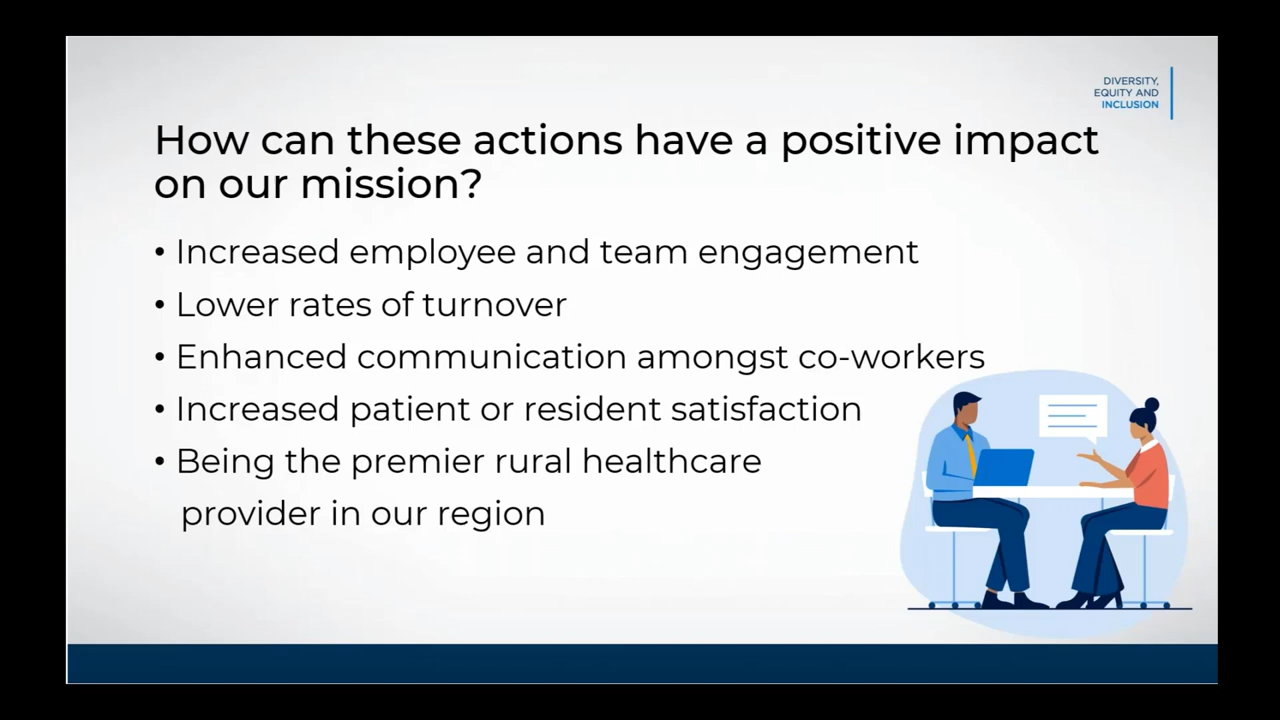 DIVERSITY,
EQUITY AND
INCLUSION
How can these actions have a positive impact
on our mission?
• Increased employee and team engagement
• Lower rates of turnover
• Enhanced communication amongst co-workers
• Increased patient or resident satisfaction
• Being the premier rural healthcare
provider in our region